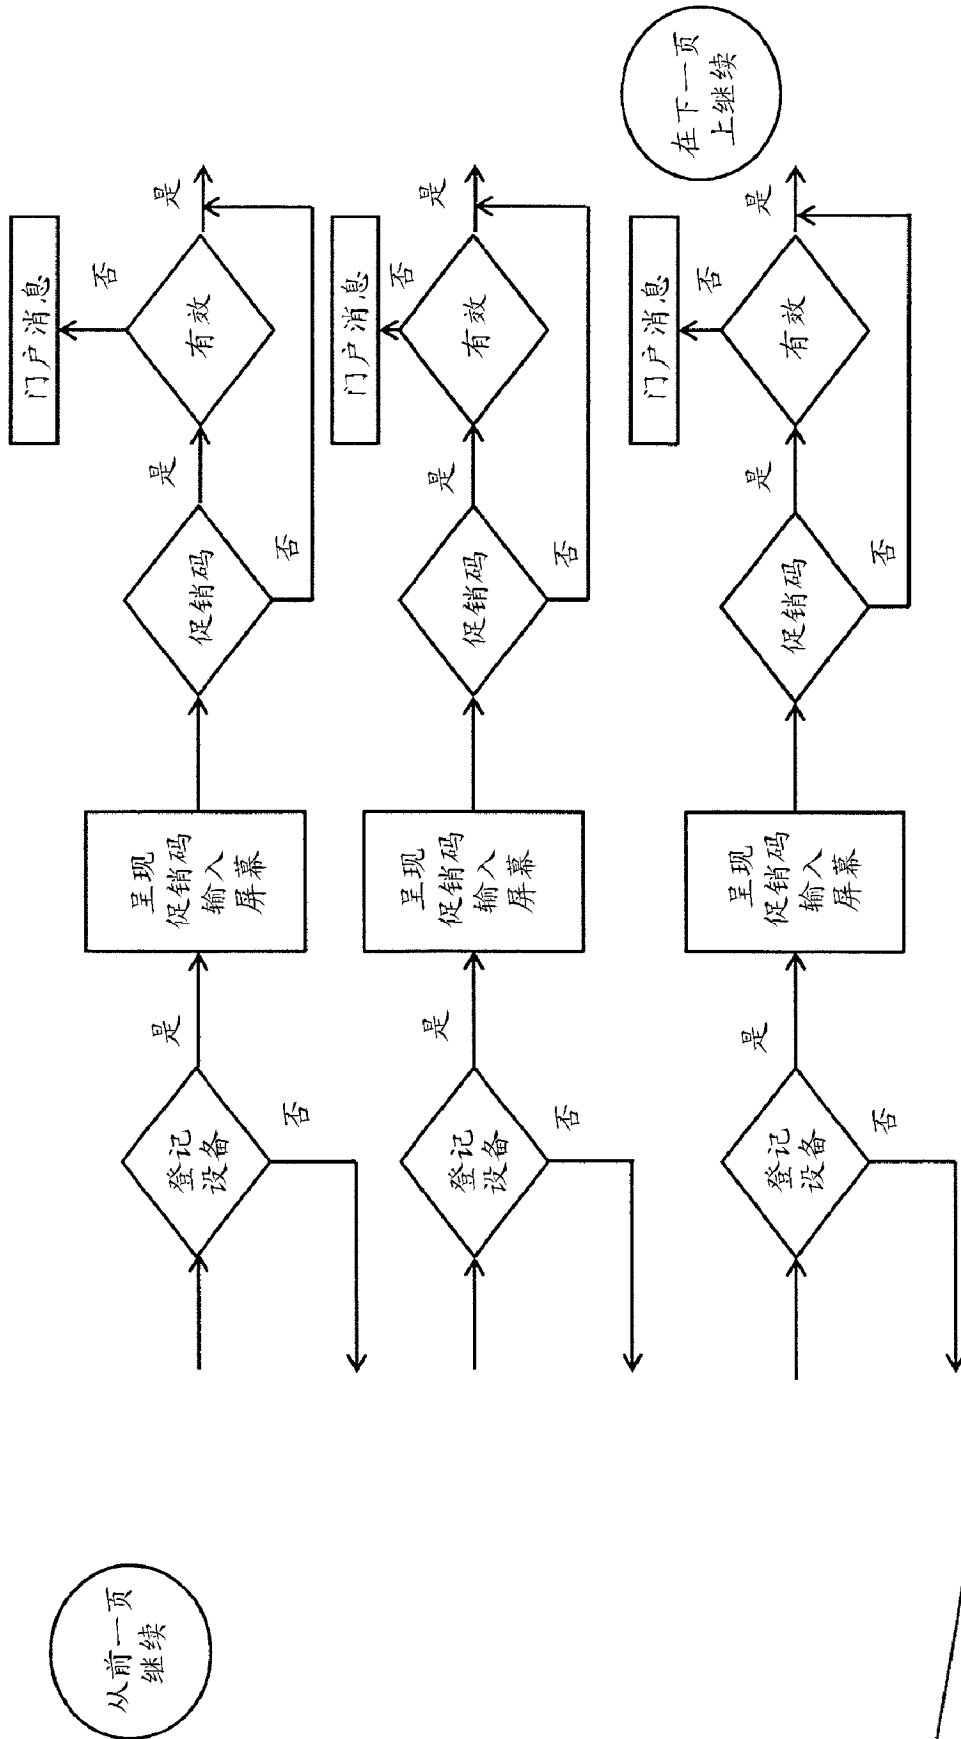 从前一页
继续
登记
设备
是
否
呈现
促销码
输入
屏幕
促销码
是
否
有效
否
是
门户消息
登记
设备
是
否
呈现
促销码
输入
屏幕
促销码
是
否
有效
否
是
门户消息
登记
设备
是
否
呈现
促销码
输入
屏幕
促销码
是
否
有效
否
是
门户消息
在下一页
上继续